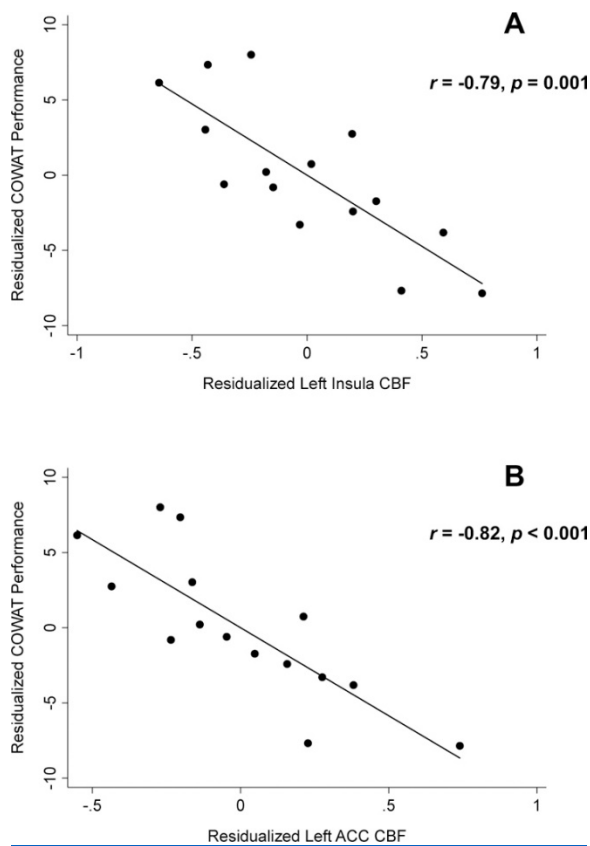 A
r = -0.79, p = 0.001
Residualized COWAT Performance
10
5
0
-5
-10
-1
-.5
0
.5
1
Residualized Left Insula CBF
B
r = -0.82, p < 0.001
Residualized COWAT Performance
10
5
0
-5
-10
-.5
0
.5
1
Residualized Left ACC CBF